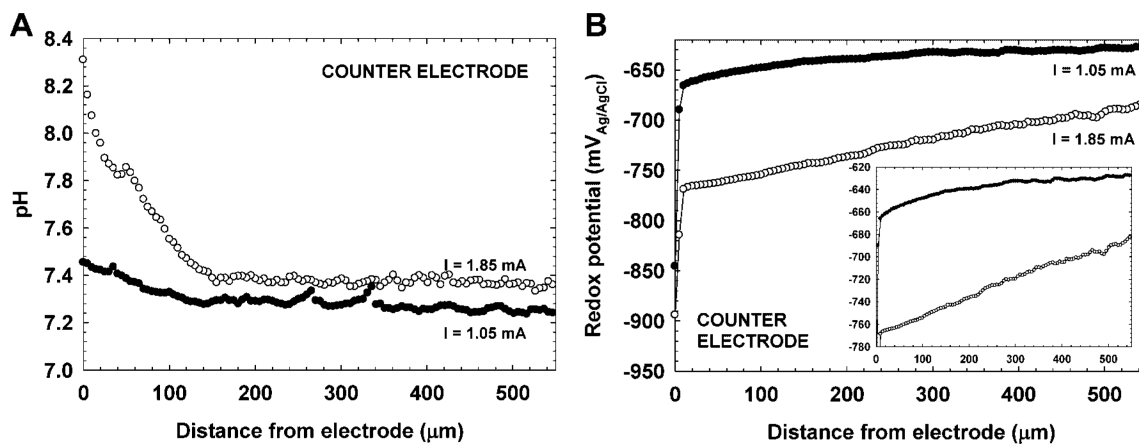 A
8.4
8.2
8.0
7.8
7.6
7.4
7.2
7.0
pH
COUNTER ELECTRODE
I = 1.85 mA
I = 1.05 mA
0 100 200 300 400 500
Distance from electrode (μm)
B
-650
-700
-750
-800
-850
-900
-950
Redox potential (mV Ag/AgCl)
I = 1.05 mA
I = 1.85 mA
COUNTER
ELECTRODE
-620
-640
-660
-680
-700
-720
-740
-760
-780
0 100 200 300 400 500
0 100 200 300 400 500
Distance from electrode (μm)